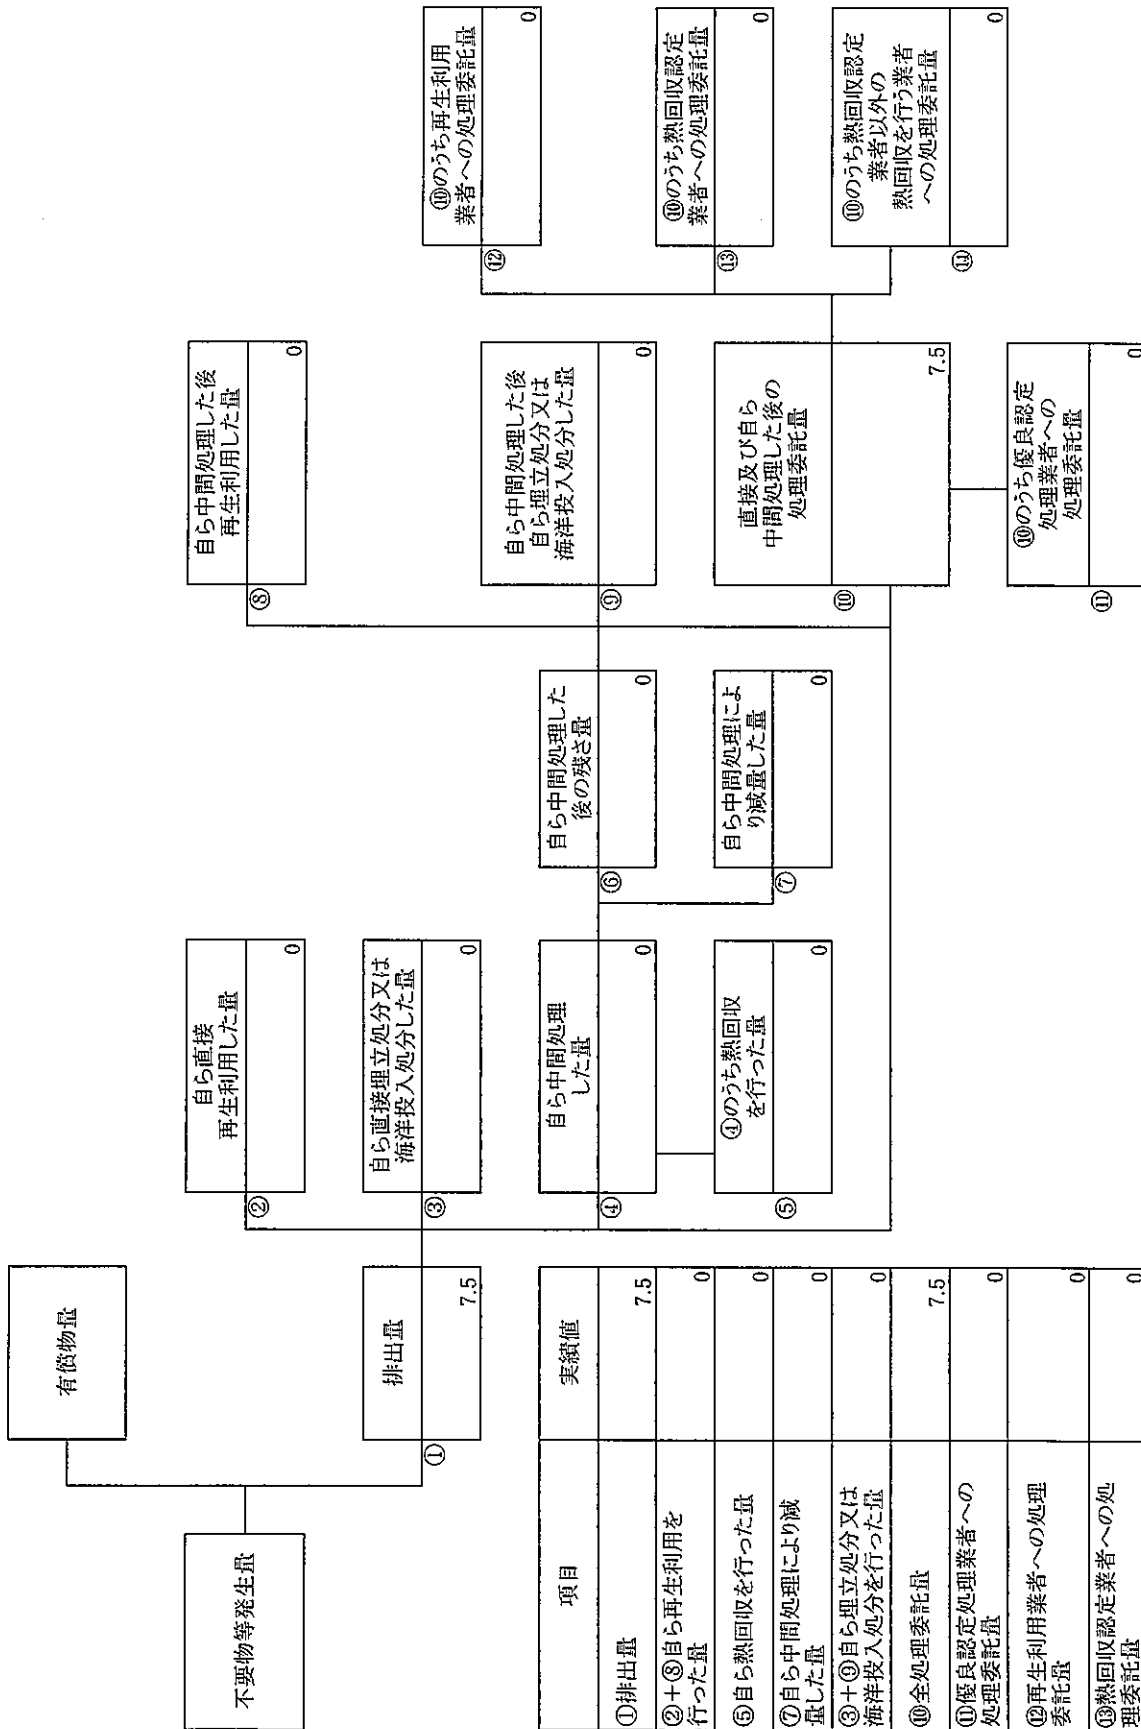 有償物量
不要物等発生量
①
排出量
7.5
②
自ら直接
再生利用した量
0
③
自ら直接埋立処分又は
海洋投入処分した量
0
④
自ら中間処理
した量
0
⑤
④のうち熱回収
を行った量
0
⑥
自ら中間処理した
後の残さ量
0
⑦
自ら中間処理によ
り減量した量
0
⑧
自ら中間処理した後
再生利用した量
0
⑨
自ら中間処理した後
自ら埋立処分又は
海洋投入処分した量
0
⑩
直接及び自ら
中間処理した後の
処理委託量
7.5
⑪
⑩のうち優良認定
処理業者への
処理委託量
0
⑫
⑩のうち再生利用
業者への処理委託量
0
⑬
⑩のうち熱回収認定
業者への処理委託量
0
⑭
⑩のうち熱回収認定
業者以外の
熱回収を行う業者
への処理委託量
0
項目
実績値
①排出量
7.5
②+⑧自ら再生利用を
行った量
0
⑤自ら熱回収を行った量
0
⑦自ら中間処理により減
量した量
0
③+⑨自ら埋立処分又は
海洋投入処分を行った量
0
⑩全処理委託量
7.5
⑪優良認定処理業者への
処理委託量
0
⑫再生利用業者への処理
委託量
0
⑬熱回収認定業者への処
理委託量
0